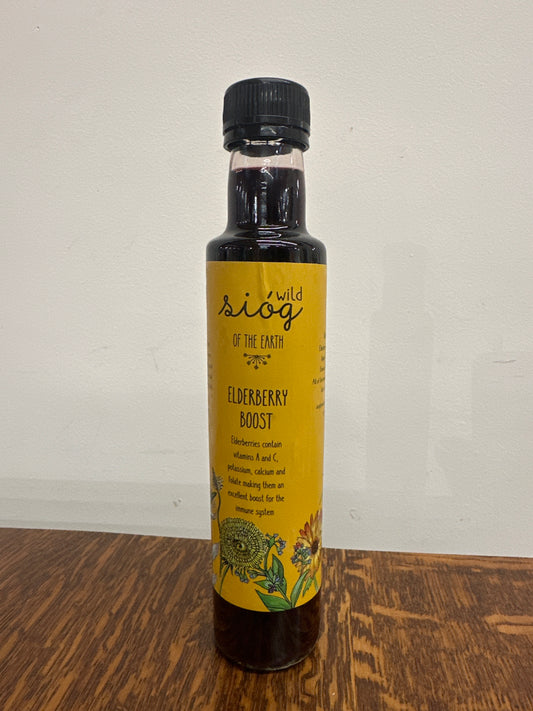 wild
sióg
OF THE EARTH
ELDERBERRY
BOOST
Elderberries contain
vitamins A and C,
potassium, calcium and
folate making them an
excellent boost for the
immune system